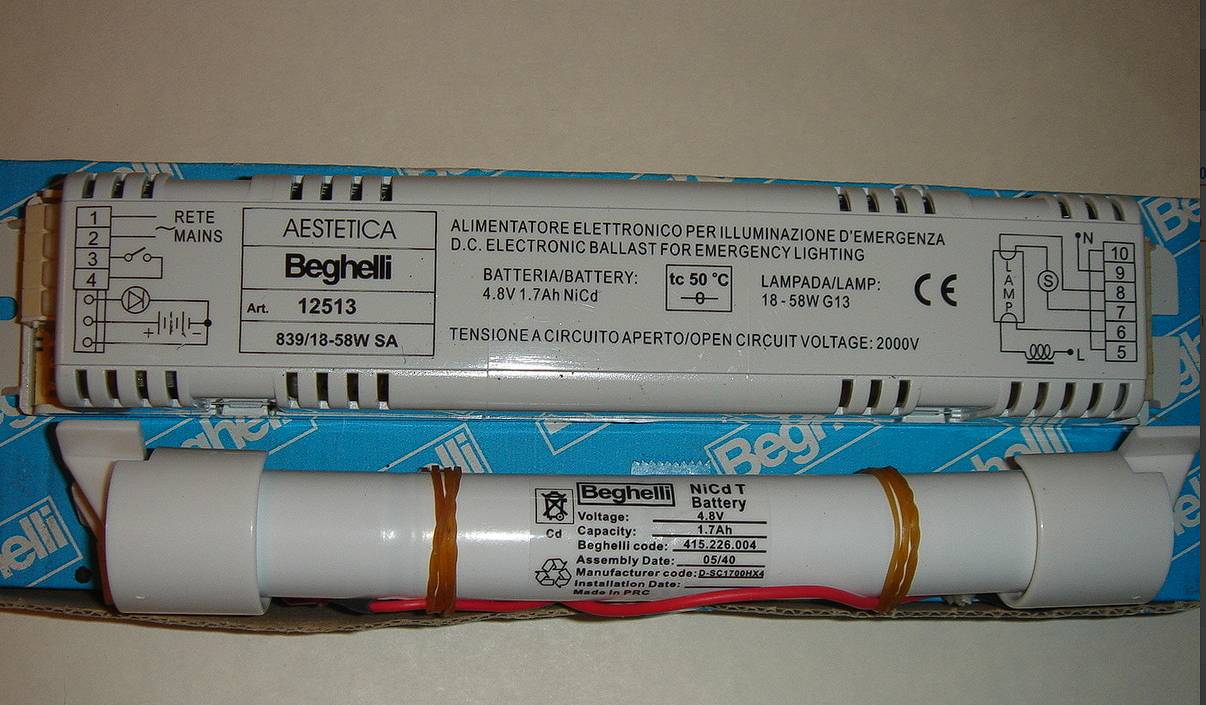 1
2
3
4
RETE
MAINS
AESTETICA
Beghelli
Art. 12513
839/18-58W SA
ALIMENTATORE ELETTRONICO PER ILLUMINAZIONE D'EMERGENZA
D.C. ELECTRONIC BALLAST FOR EMERGENCY LIGHTING
BATTERIA/BATTERY:
4.8V 1.7Ah NiCd
tc 50 °C
LAMPADA/LAMP:
18 - 58W G13
CE
TENSIONE A CIRCUITO APERTO/OPEN CIRCUIT VOLTAGE: 2000V
LAMP
S
N
L
10
9
8
7
6
5
Beghelli
Beghelli
Beghelli
Beghelli
NiCd T
Battery
Cd
Voltage: 4.8V
Capacity: 1.7Ah
Beghelli code: 415.226.004
Assembly Date: 05/40
Manufacturer code: D-SC1700HX4
Installation Date:
Made in PRC